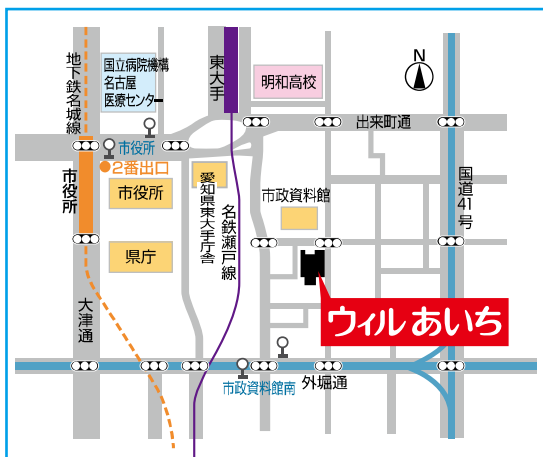 地下鉄名城線
国立病院機構
名古屋
医療センター
東大手
明和高校
N
出来町通
市役所
2番出口
市役所
市役所
愛知県東大手庁舎
名鉄瀬戸線
市政資料館
国道41号
県庁
大津通
ウィルあいち
市政資料館南
外堀通